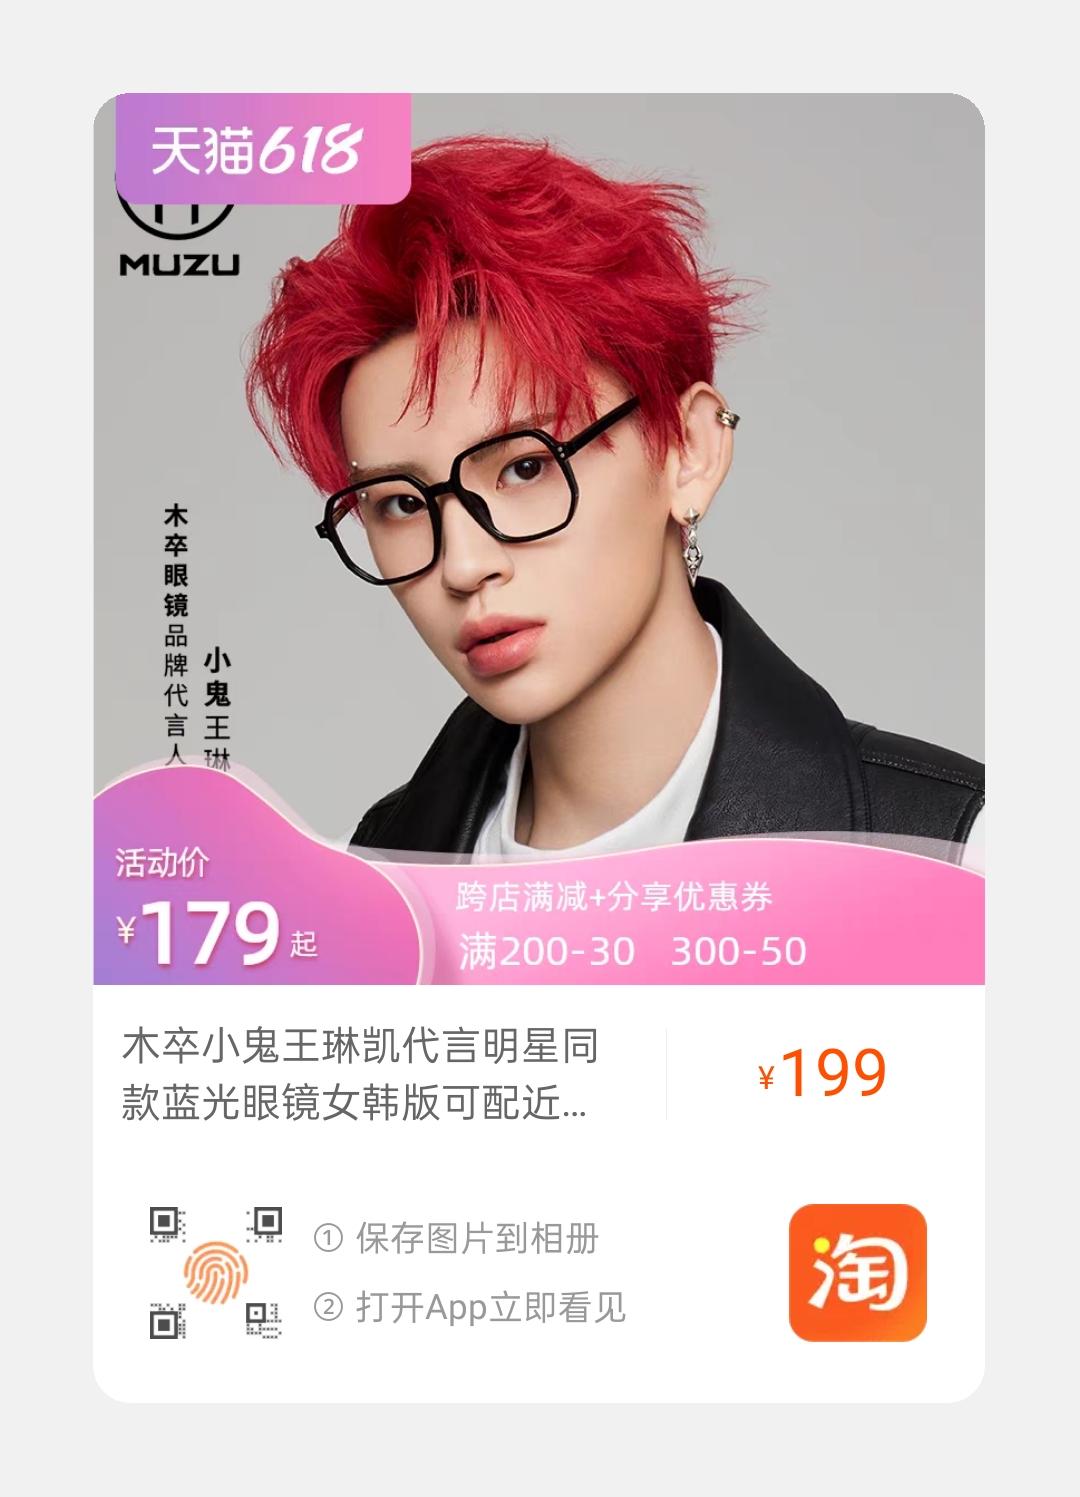 天猫618
MUZU
木卒眼镜品牌代言人
小鬼王琳
活动价
¥179起
跨店满减+分享优惠券
满200-30 300-50
木卒小鬼王琳凯代言明星同
款蓝光眼镜女韩版可配近...
¥199
① 保存图片到相册
② 打开App立即看见
淘